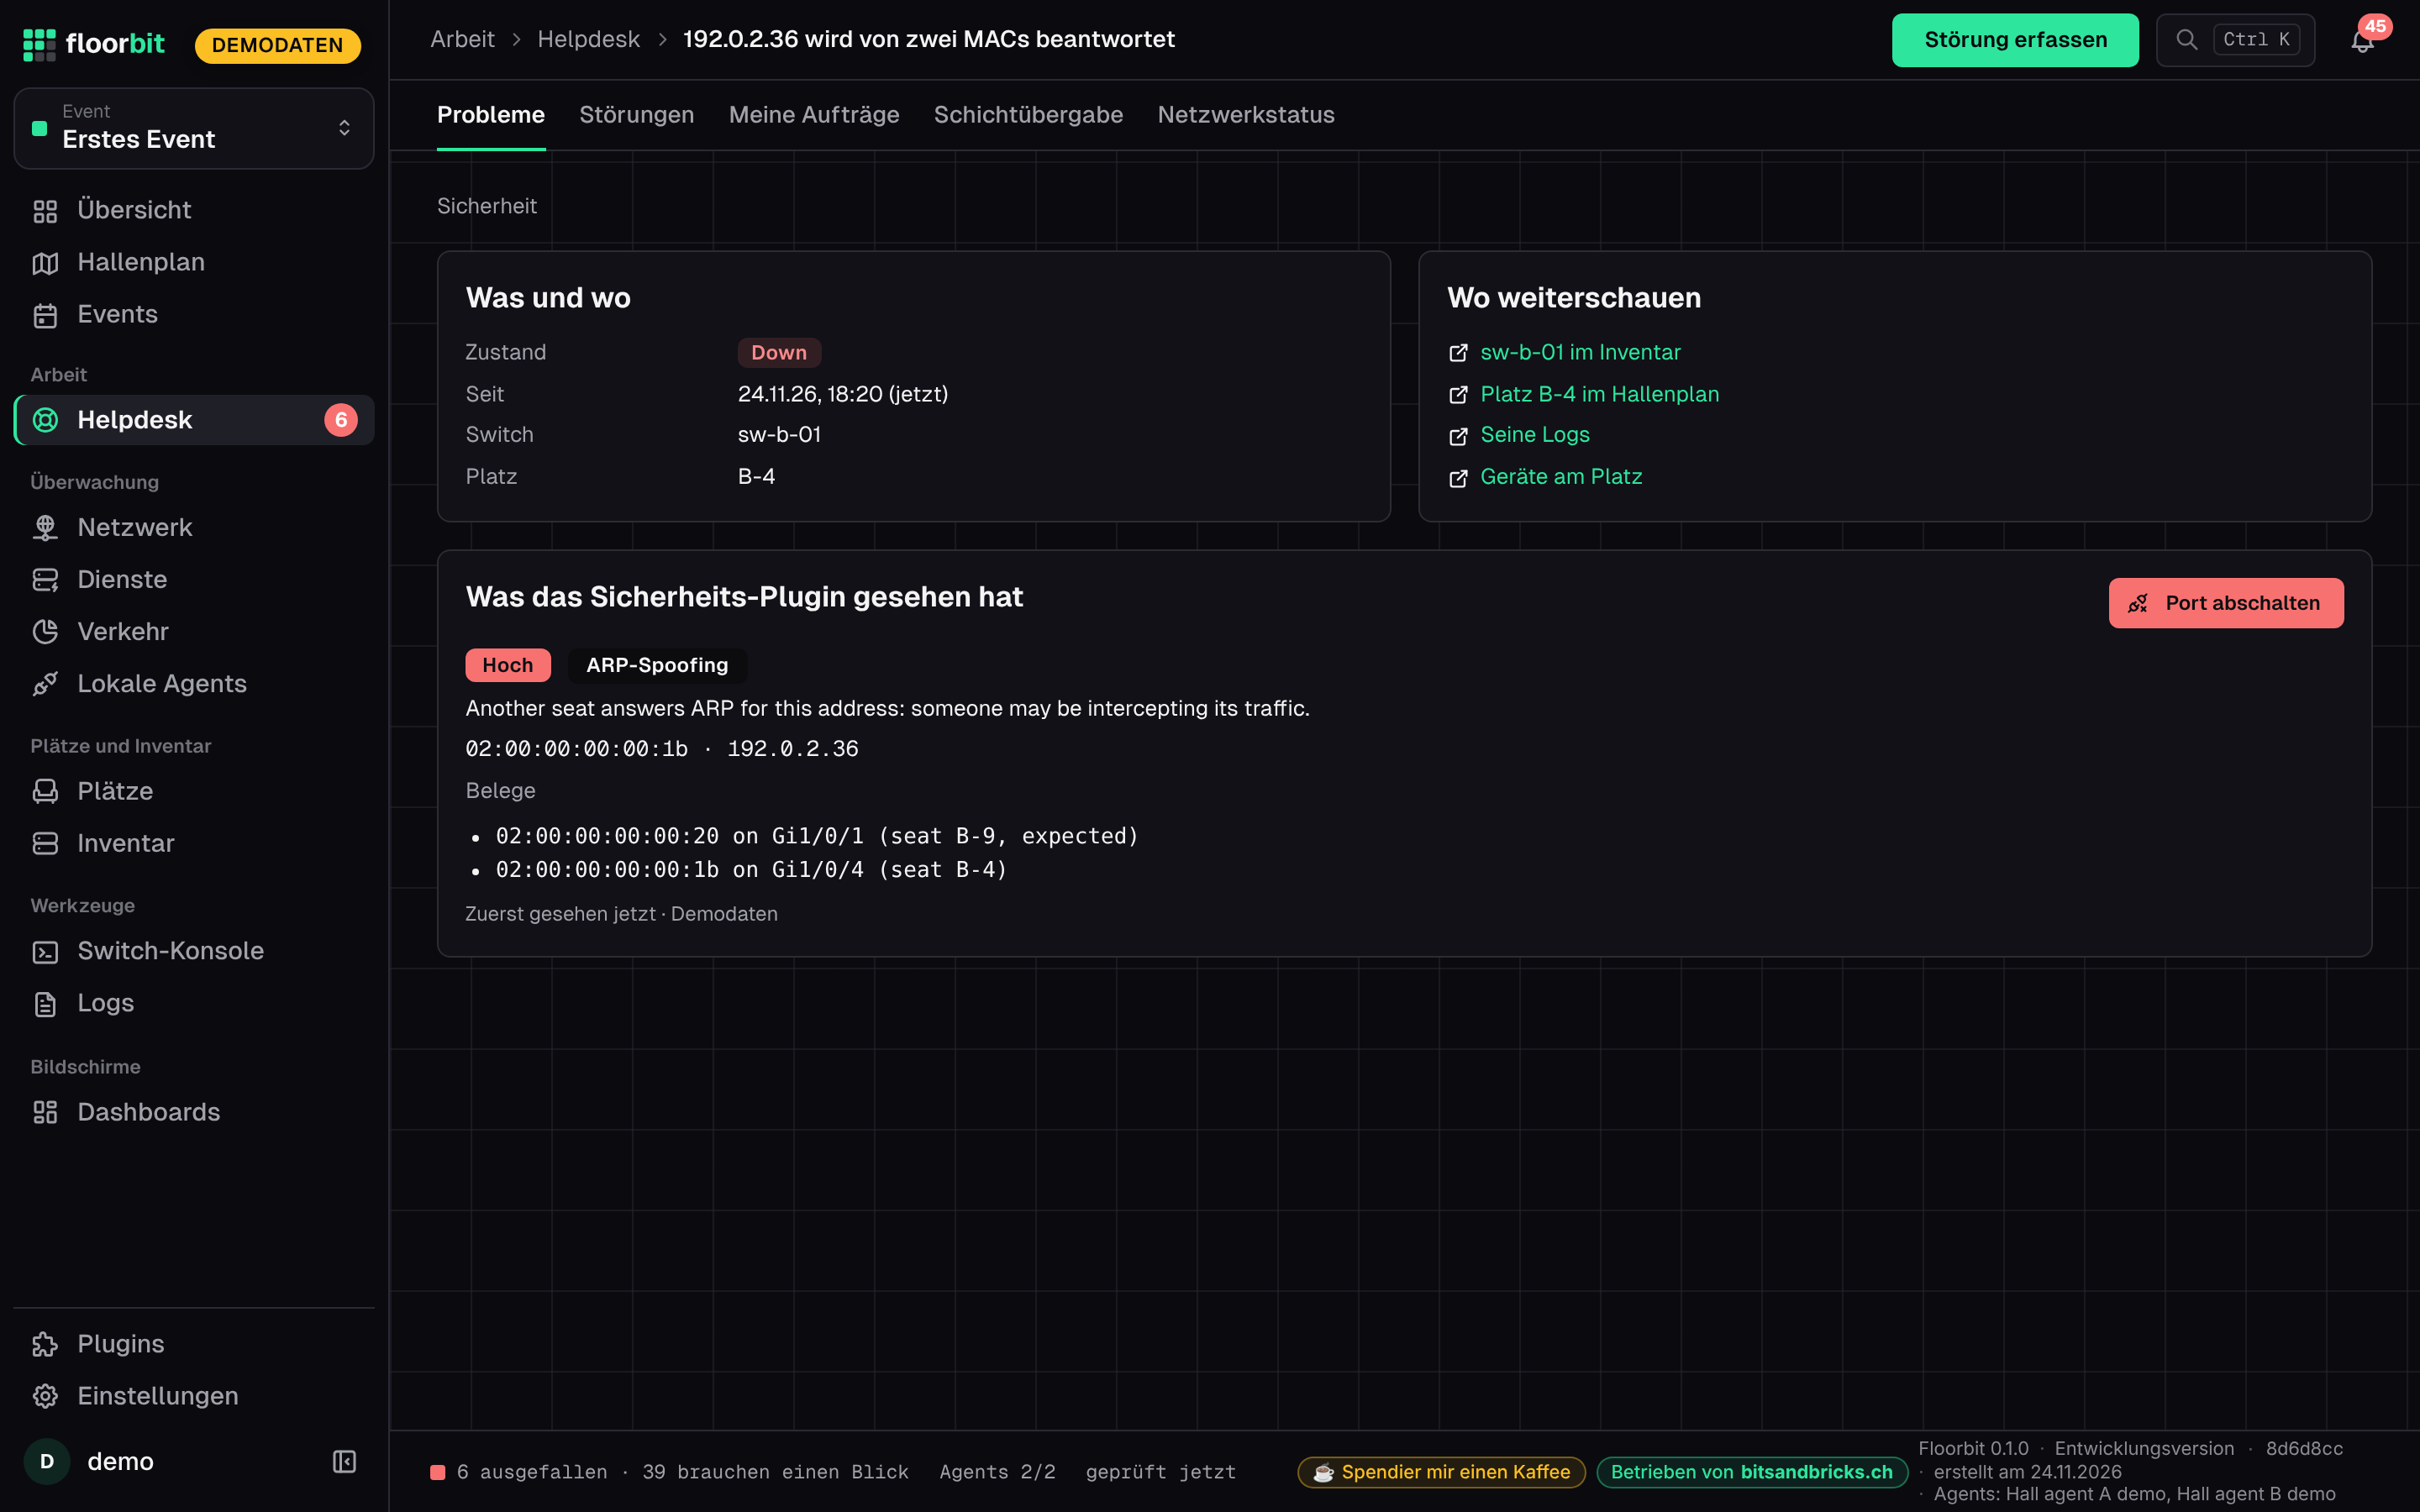 floorbit
DEMODATEN
Event
Erstes Event
Übersicht
Hallenplan
Events
Arbeit
Helpdesk 6
Überwachung
Netzwerk
Dienste
Verkehr
Lokale Agents
Plätze und Inventar
Plätze
Inventar
Werkzeuge
Switch-Konsole
Logs
Bildschirme
Dashboards
Plugins
Einstellungen
D demo
Arbeit > Helpdesk > 192.0.2.36 wird von zwei MACs beantwortet
Störung erfassen
Ctrl K
45
Probleme Störungen Meine Aufträge Schichtübergabe Netzwerkstatus
Sicherheit
Was und wo
Zustand Down
Seit 24.11.26, 18:20 (jetzt)
Switch sw-b-01
Platz B-4
Wo weiterschauen
sw-b-01 im Inventar
Platz B-4 im Hallenplan
Seine Logs
Geräte am Platz
Was das Sicherheits-Plugin gesehen hat
Port abschalten
Hoch ARP-Spoofing
Another seat answers ARP for this address: someone may be intercepting its traffic.
02:00:00:00:00:1b · 192.0.2.36
Belege
• 02:00:00:00:00:20 on Gi1/0/1 (seat B-9, expected)
• 02:00:00:00:00:1b on Gi1/0/4 (seat B-4)
Zuerst gesehen jetzt · Demodaten
6 ausgefallen · 39 brauchen einen Blick Agents 2/2 geprüft jetzt
Spendier mir einen Kaffee
Betrieben von bitsandbricks.ch
Floorbit 0.1.0 · Entwicklungsversion · 8d6d8cc
· erstellt am 24.11.2026
· Agents: Hall agent A demo, Hall agent B demo